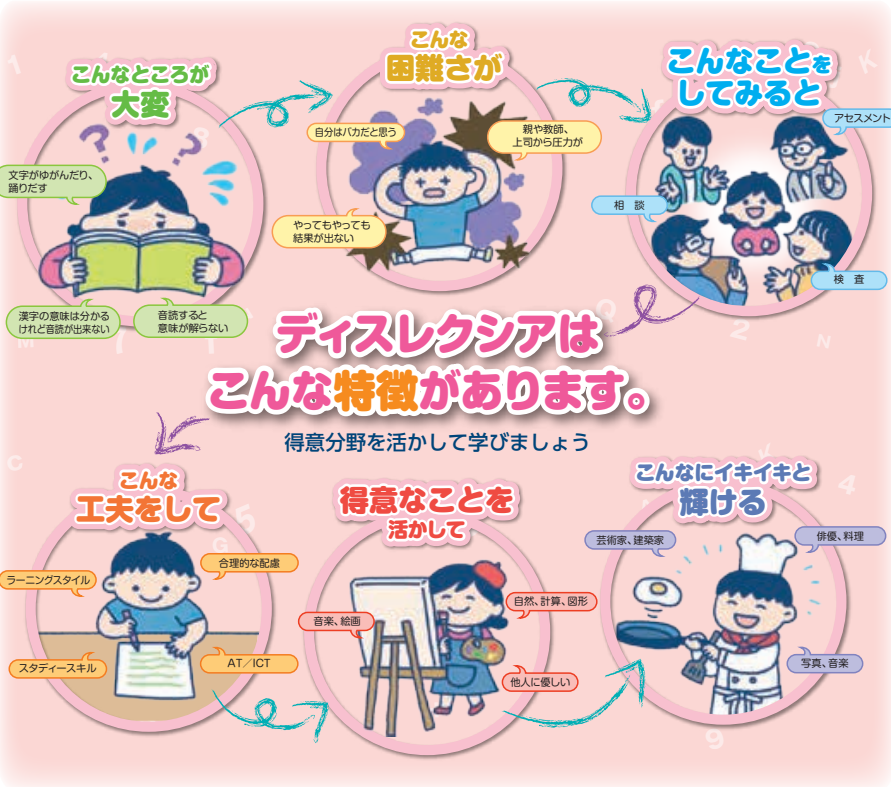 こんなところが
大変
文字がゆがんだり、
踊りだす
漢字の意味は分かる
けれど音読が出来ない
音読すると
意味が解らない
こんな
困難さが
自分はバカだと思う
親や教師、
上司から圧力が
やってもやっても
結果が出ない
こんなことを
してみると
アセスメント
相 談
検 査
ディスレクシアは
こんな特徴があります。
得意分野を活かして学びましょう
こんな
工夫をして
ラーニングスタイル
合理的な配慮
スタディースキル
AT/ICT
得意なことを
活かして
音楽、絵画
自然、計算、図形
他人に優しい
こんなにイキイキと
輝ける
芸術家、建築家
俳優、料理
写真、音楽